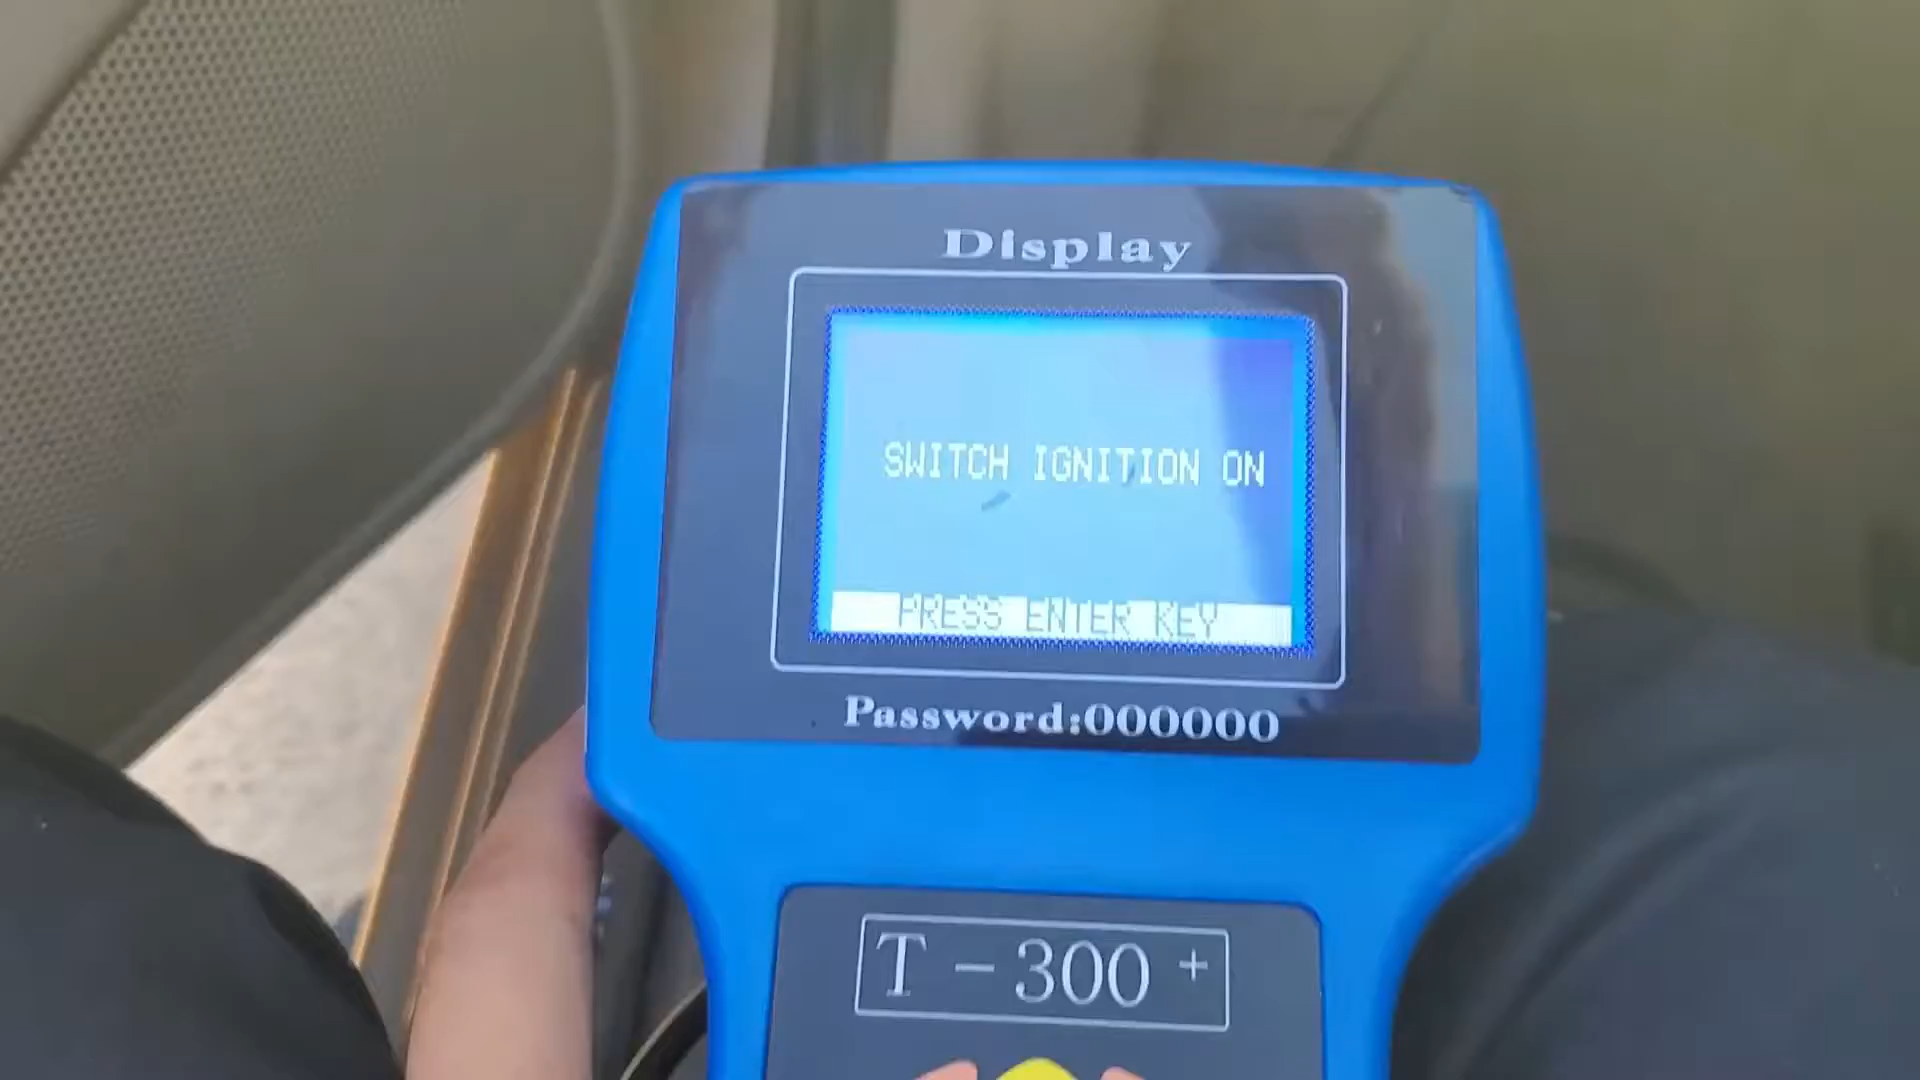 Display
SWITCH IGNITION ON
PRESS ENTER KEY
Password:000000
T-300+